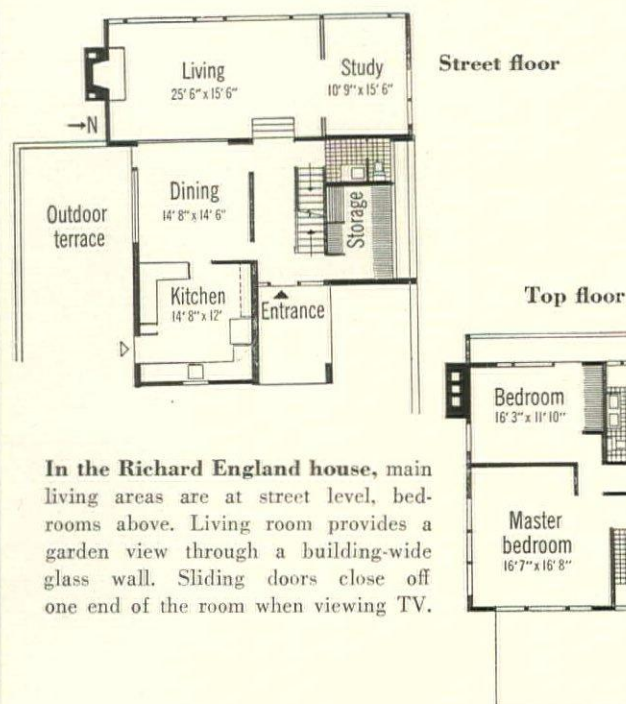 Street floor
Living
25' 6" x 15' 6"
Study
10' 9" x 15' 6"
→N
Dining
14' 8" x 14' 6"
Outdoor
terrace
Storage
Kitchen
14' 8" x 12'
Entrance
Top floor
Bedroom
16' 3" x 11' 10"
Master
bedroom
16' 7" x 16' 8"
In the Richard England house, main
living areas are at street level, bed-
rooms above. Living room provides a
garden view through a building-wide
glass wall. Sliding doors close off
one end of the room when viewing TV.